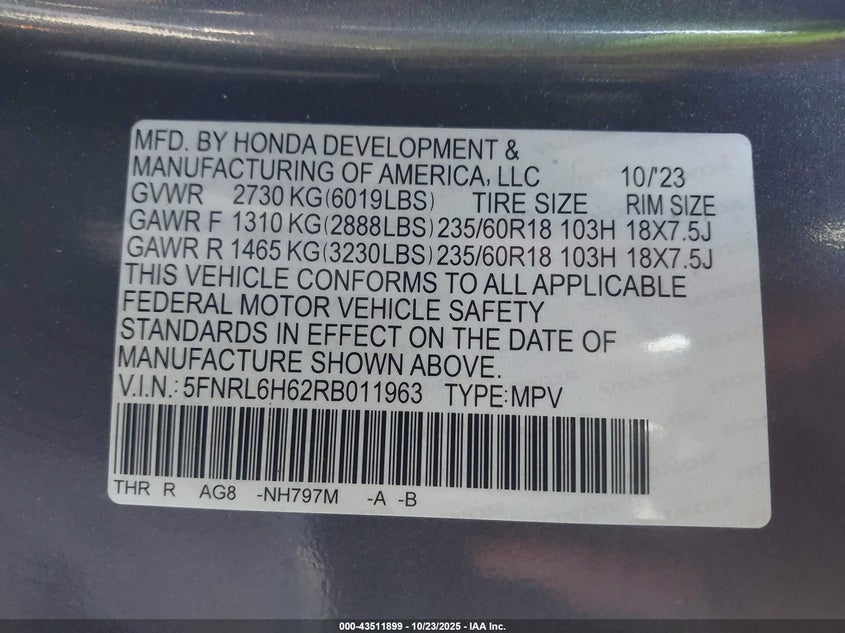 MFD. BY HONDA DEVELOPMENT &
MANUFACTURING OF AMERICA, LLC 10/'23
GVWR 2730 KG(6019LBS) TIRE SIZE RIM SIZE
GAWR F 1310 KG(2888LBS) 235/60R18 103H 18X7.5J
GAWR R 1465 KG(3230LBS) 235/60R18 103H 18X7.5J
THIS VEHICLE CONFORMS TO ALL APPLICABLE
FEDERAL MOTOR VEHICLE SAFETY
STANDARDS IN EFFECT ON THE DATE OF
MANUFACTURE SHOWN ABOVE.
V.I.N.: 5FNRL6H62RB011963 TYPE:MPV
THR R AG8 -NH797M -A -B
000-43511899 - 10/23/2025 - IAA Inc.